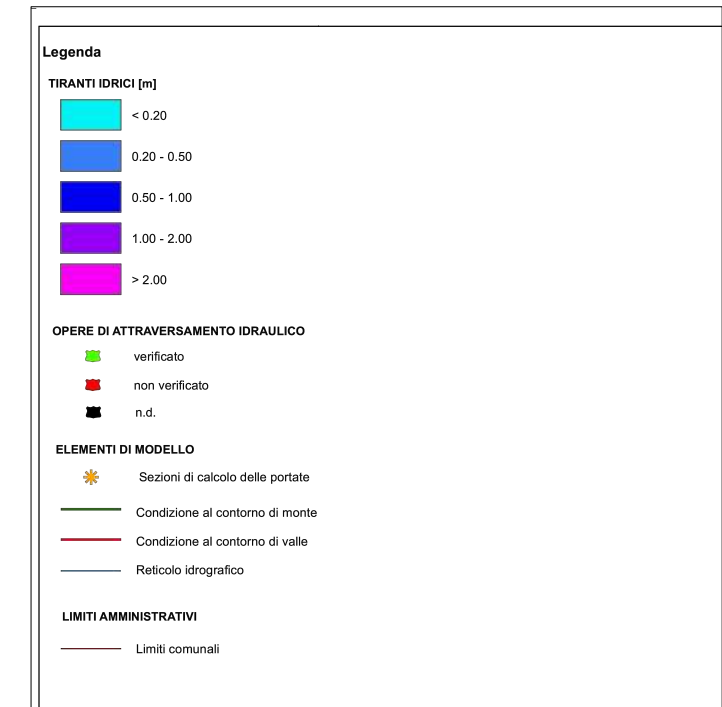 Legenda
TIRANTI IDRICI [m]
< 0.20
0.20 - 0.50
0.50 - 1.00
1.00 - 2.00
> 2.00
OPERE DI ATTRAVERSAMENTO IDRAULICO
verificato
non verificato
n.d.
ELEMENTI DI MODELLO
Sezioni di calcolo delle portate
Condizione al contorno di monte
Condizione al contorno di valle
Reticolo idrografico
LIMITI AMMINISTRATIVI
Limiti comunali